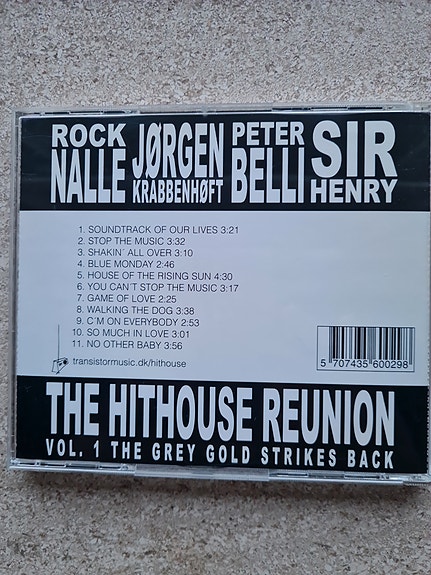 ROCK NALLE JØRGEN KRABBENHØFT PETER BELLI SIR HENRY
1. SOUNDTRACK OF OUR LIVES 3:21
2. STOP THE MUSIC 3:32
3. SHAKIN´ ALL OVER 3:10
4. BLUE MONDAY 2:46
5. HOUSE OF THE RISING SUN 4:30
6. YOU CAN´T STOP THE MUSIC 3:17
7. GAME OF LOVE 2:25
8. WALKING THE DOG 3:38
9. C´M ON EVERYBODY 2:53
10. SO MUCH IN LOVE 3:01
11. NO OTHER BABY 3:56
transistormusic.dk/hithouse
5 707435 600298
THE HITHOUSE REUNION
VOL. 1 THE GREY GOLD STRIKES BACK